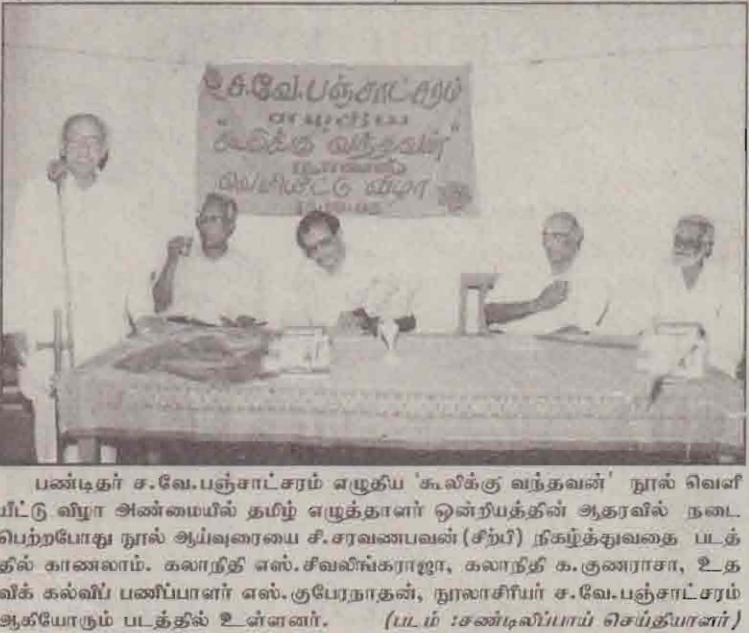 ச.வே.பஞ்சாட்சரம்
எழுதிய
"கூலிக்கு வந்தவன்"
நாவல்
வெளியீட்டு விழா
பண்டிதர் ச.வே.பஞ்சாட்சரம் எழுதிய 'கூலிக்கு வந்தவன்' நூல் வெளி
யீட்டு விழா அண்மையில் தமிழ் எழுத்தாளர் ஒன்றியத்தின் ஆதரவில் நடை
பெற்றபோது நூல் ஆய்வுரையை சி.சரவணபவன் (சிற்பி) நிகழ்த்துவதை படத்
தில் காணலாம். கலாநிதி எஸ்.சிவலிங்கராஜா, கலாநிதி க.குணராசா, உத
விக் கல்விப் பணிப்பாளர் எஸ்.குபேரநாதன், நூலாசிரியர் ச.வே.பஞ்சாட்சரம்
ஆகியோரும் படத்தில் உள்ளனர். (படம் :சண்டிலிப்பாய் செய்தியாளர்)